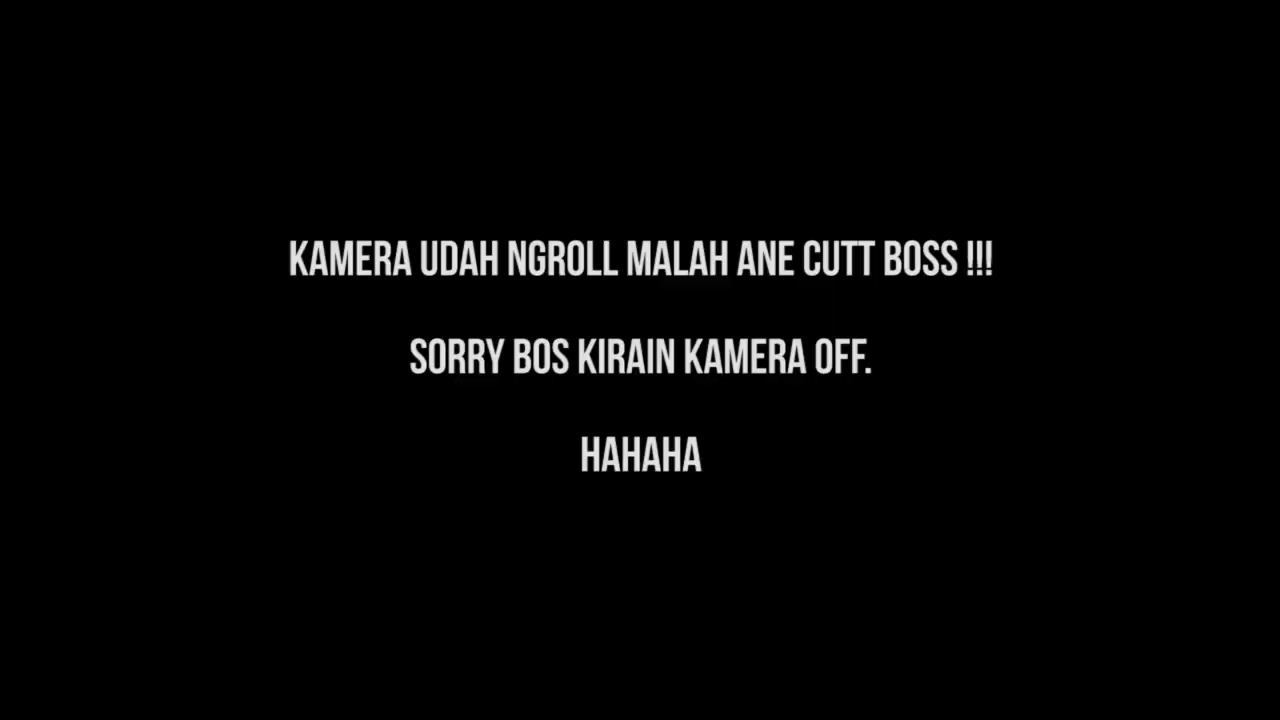 KAMERA UDAH NGROLL MALAH ANE CUTT BOSS !!!
SORRY BOS KIRAIN KAMERA OFF.
HAHAHA